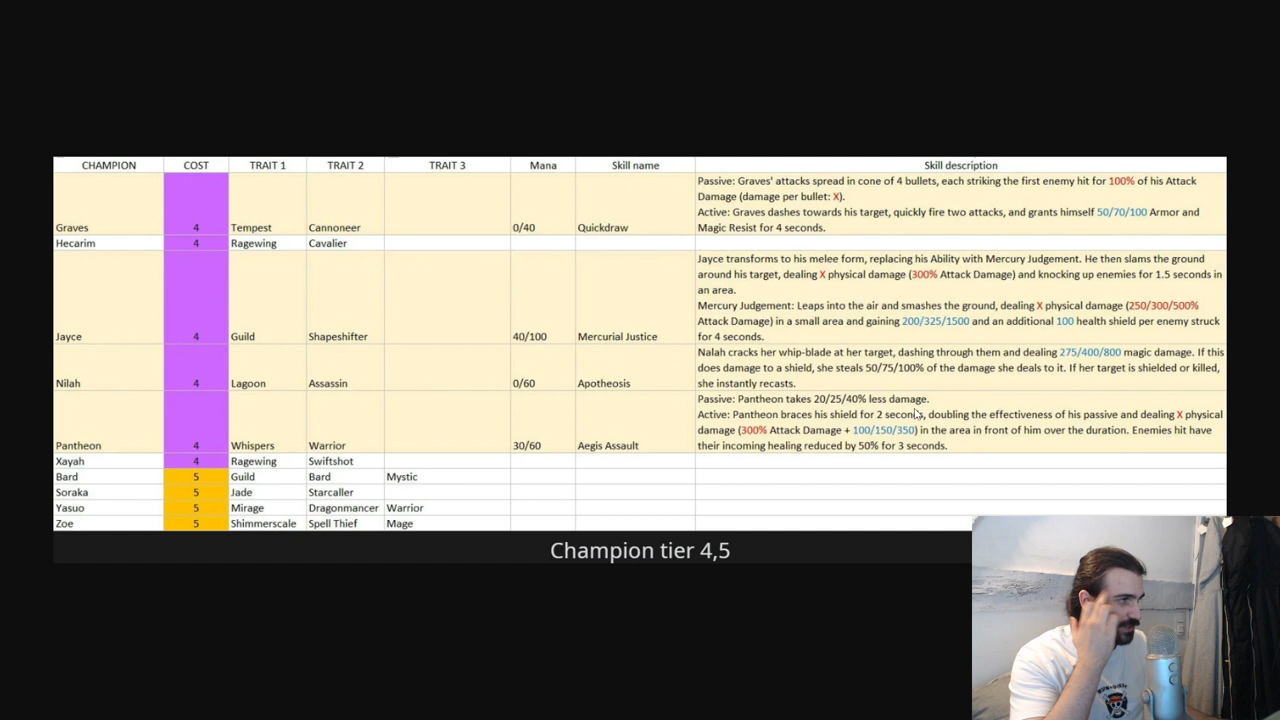 CHAMPION COST TRAIT 1 TRAIT 2 TRAIT 3 Mana Skill name Skill description
Passive: Graves' attacks spread in cone of 4 bullets, each striking the first enemy hit for 100% of his Attack
Damage (damage per bullet: X).
Active: Graves dashes towards his target, quickly fire two attacks, and grants himself 50/70/100 Armor and
Graves 4 Tempest Cannoneer 0/40 Quickdraw Magic Resist for 4 seconds.
Hecarim 4 Ragewing Cavalier
Jayce transforms to his melee form, replacing his Ability with Mercury Judgement. He then slams the ground
around his target, dealing X physical damage (300% Attack Damage) and knocking up enemies for 1.5 seconds in
an area.
Mercury Judgement: Leaps into the air and smashes the ground, dealing X physical damage (250/300/500%
Attack Damage) in a small area and gaining 200/325/1500 and an additional 100 health shield per enemy struck
Jayce 4 Guild Shapeshifter 40/100 Mercurial Justice for 4 seconds.
Nalah cracks her whip-blade at her target, dashing through them and dealing 275/400/800 magic damage. If this
does damage to a shield, she steals 50/75/100% of the damage she deals to it. If her target is shielded or killed,
Nilah 4 Lagoon Assassin 0/60 Apotheosis she instantly recasts.
Passive: Pantheon takes 20/25/40% less damage.
Active: Pantheon braces his shield for 2 seconds, doubling the effectiveness of his passive and dealing X physical
damage (300% Attack Damage + 100/150/350) in the area in front of him over the duration. Enemies hit have
Pantheon 4 Whispers Warrior 30/60 Aegis Assault their incoming healing reduced by 50% for 3 seconds.
Xayah 4 Ragewing Swiftshot
Bard 5 Guild Bard Mystic
Soraka 5 Jade Starcaller
Yasuo 5 Mirage Dragonmancer Warrior
Zoe 5 Shimmerscale Spell Thief Mage
Champion tier 4,5